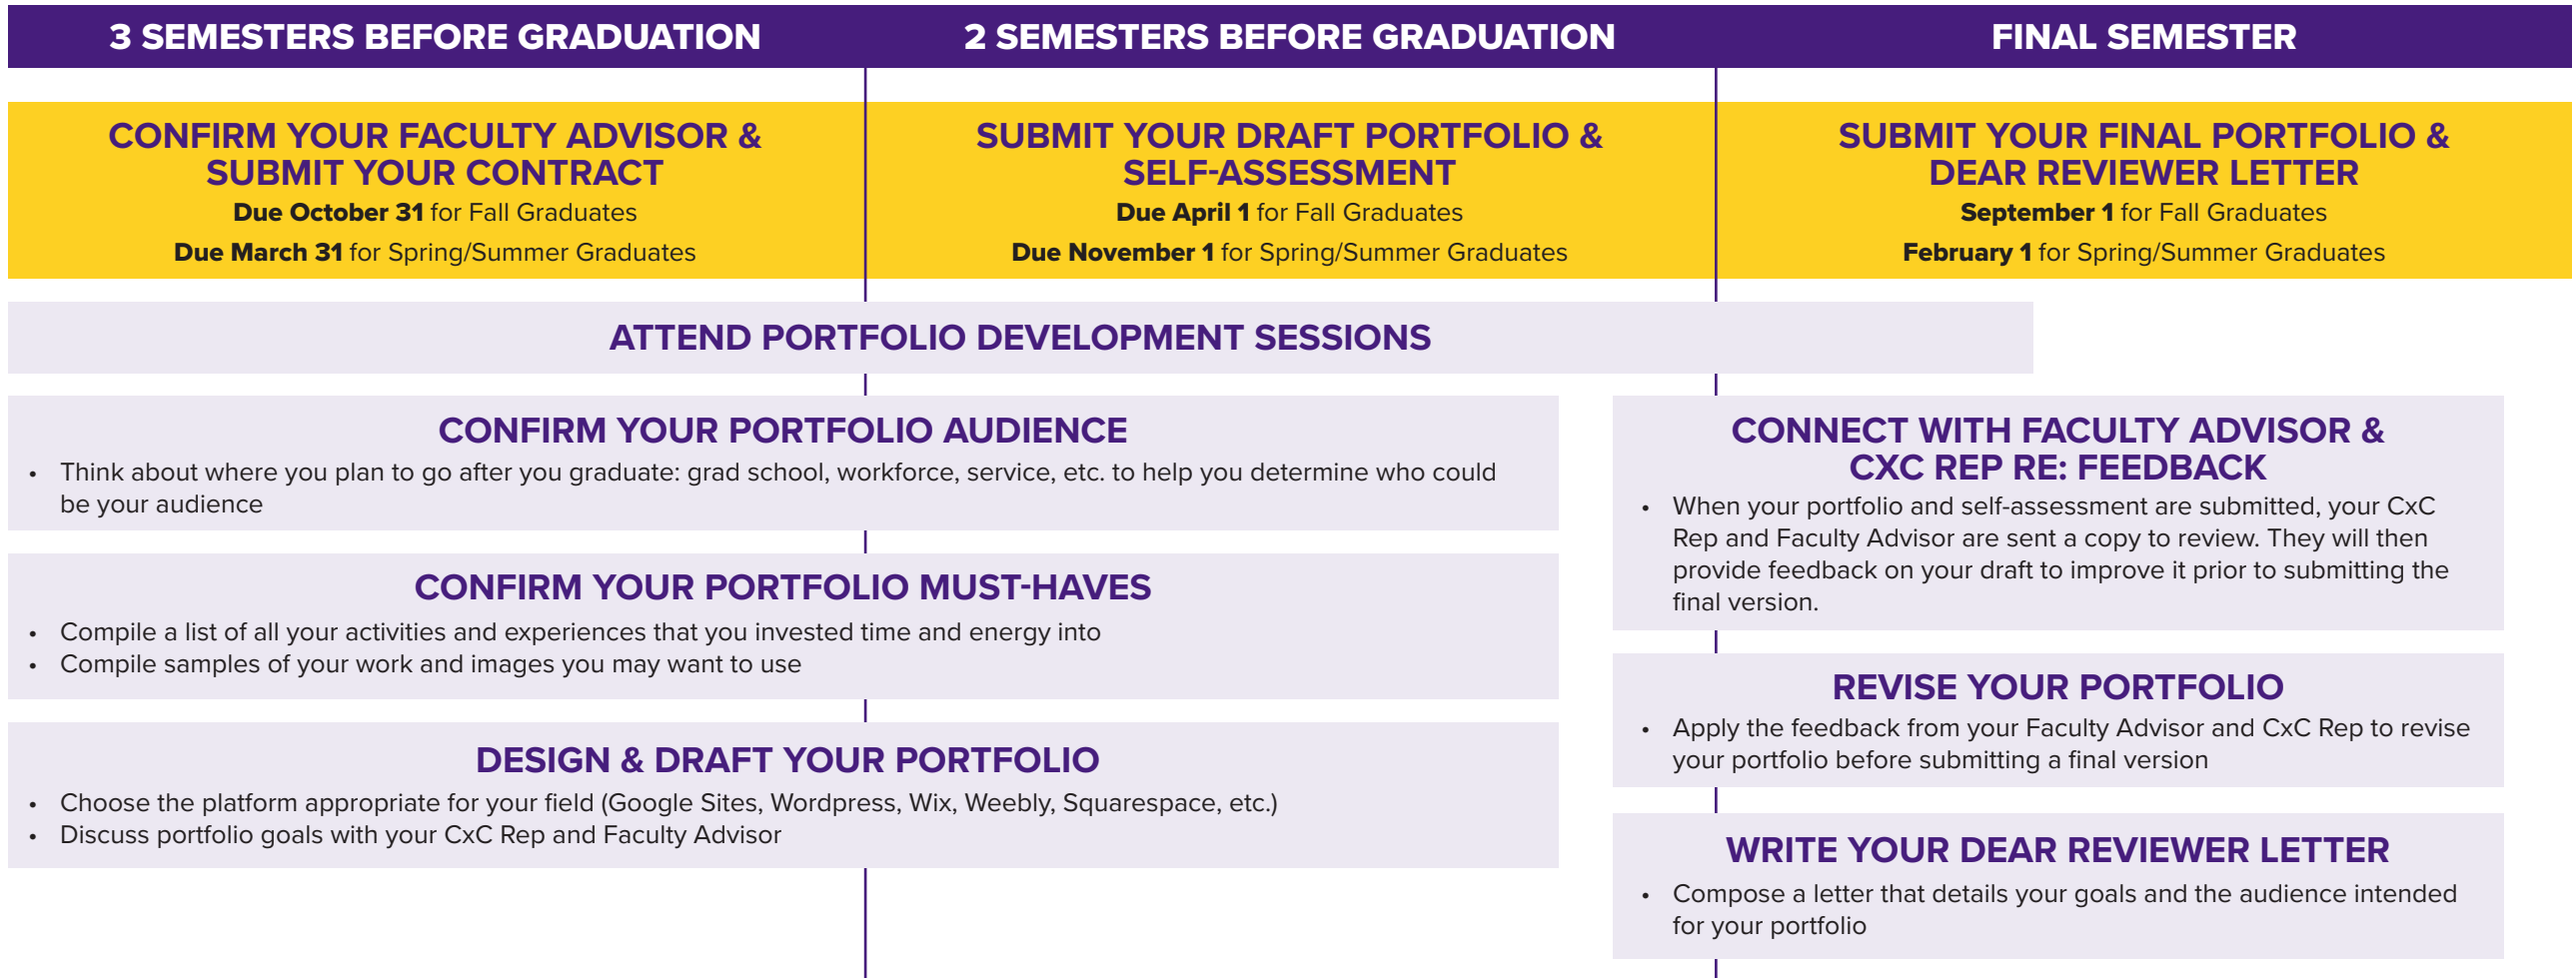 3 SEMESTERS BEFORE GRADUATION
2 SEMESTERS BEFORE GRADUATION
FINAL SEMESTER
CONFIRM YOUR FACULTY ADVISOR &
SUBMIT YOUR CONTRACT
Due October 31 for Fall Graduates
Due March 31 for Spring/Summer Graduates
SUBMIT YOUR DRAFT PORTFOLIO &
SELF-ASSESSMENT
Due April 1 for Fall Graduates
Due November 1 for Spring/Summer Graduates
SUBMIT YOUR FINAL PORTFOLIO &
DEAR REVIEWER LETTER
September 1 for Fall Graduates
February 1 for Spring/Summer Graduates
ATTEND PORTFOLIO DEVELOPMENT SESSIONS
CONFIRM YOUR PORTFOLIO AUDIENCE
• Think about where you plan to go after you graduate: grad school, workforce, service, etc. to help you determine who could
be your audience
CONFIRM YOUR PORTFOLIO MUST-HAVES
• Compile a list of all your activities and experiences that you invested time and energy into
• Compile samples of your work and images you may want to use
DESIGN & DRAFT YOUR PORTFOLIO
• Choose the platform appropriate for your field (Google Sites, Wordpress, Wix, Weebly, Squarespace, etc.)
• Discuss portfolio goals with your CxC Rep and Faculty Advisor
CONNECT WITH FACULTY ADVISOR &
CXC REP RE: FEEDBACK
• When your portfolio and self-assessment are submitted, your CxC
Rep and Faculty Advisor are sent a copy to review. They will then
provide feedback on your draft to improve it prior to submitting the
final version.
REVISE YOUR PORTFOLIO
• Apply the feedback from your Faculty Advisor and CxC Rep to revise
your portfolio before submitting a final version
WRITE YOUR DEAR REVIEWER LETTER
• Compose a letter that details your goals and the audience intended
for your portfolio